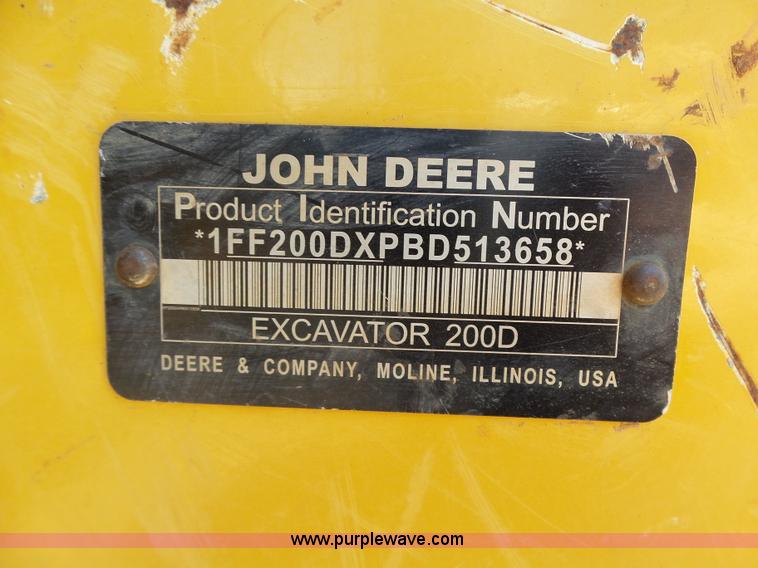 JOHN DEERE
Product Identification Number
*1FF200DXPBD513658*
EXCAVATOR 200D
DEERE & COMPANY, MOLINE, ILLINOIS, USA
www.purplewave.com